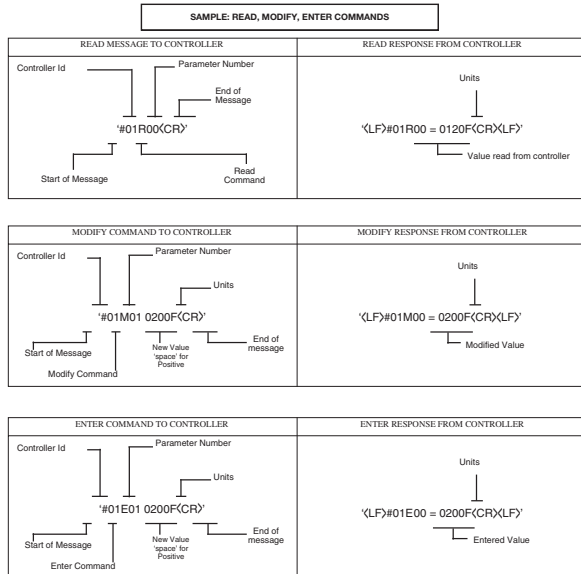 SAMPLE: READ, MODIFY, ENTER COMMANDS
READ MESSAGE TO CONTROLLER
Controller Id
Parameter Number
End of
Message
'#01R00<CR>'
Start of Message
Read
Command
READ RESPONSE FROM CONTROLLER
Units
'<LF>#01R00 = 0120F<CR><LF>'
Value read from controller
MODIFY COMMAND TO CONTROLLER
Controller Id
Parameter Number
Units
'#01M01 0200F<CR>'
Start of Message
New Value
'space' for
Positive
End of
message
Modify Command
MODIFY RESPONSE FROM CONTROLLER
Units
'<LF>#01M00 = 0200F<CR><LF>'
Modified Value
ENTER COMMAND TO CONTROLLER
Controller Id
Parameter Number
Units
'#01E01 0200F<CR>'
Start of Message
New Value
'space' for
Positive
End of
message
Enter Command
ENTER RESPONSE FROM CONTROLLER
Units
'<LF>#01E00 = 0200F<CR><LF>'
Entered Value